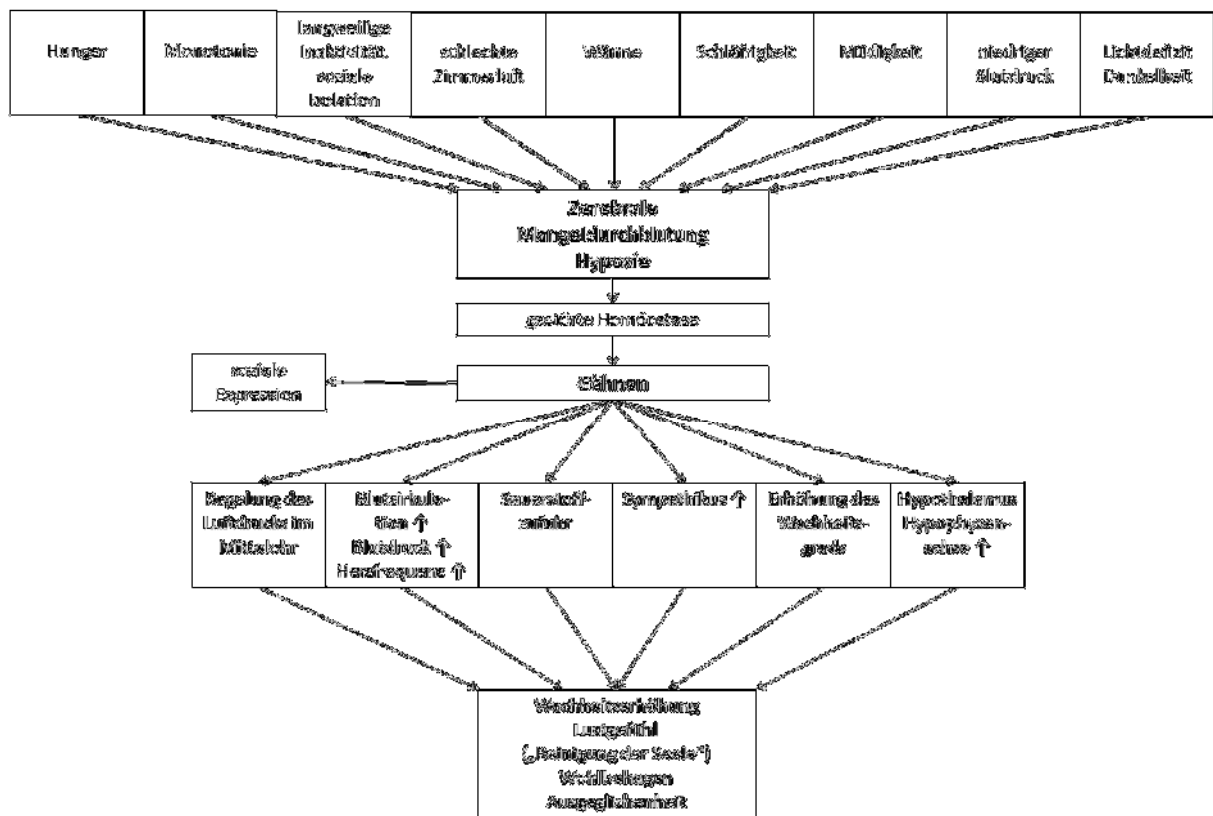 Hunger
Monotonie
langweilige
Inaktivität,
soziale
Isolation
schlechte
Zimmerluft
Wärme
Schläfrigkeit
Müdigkeit
niedriger
Blutdruck
Lichtdefizit
Dunkelheit
Zerebrale
Mangeldurchblutung
Hypoxie
gestörte Homöostase
soziale
Expression
Gähnen
Regelung des
Luftdrucks im
Mittelohr
Blutzirkula-
tion ↑
Blutdruck ↑
Herzfrequenz ↑
Sauerstoff-
zufuhr
Sympathikus ↑
Erhöhung des
Wachheits-
grads
Hypothalamus
Hypophysen-
achse ↑
Wachheitserhöhung
Lustgefühl
(„Reinigung der Seele“)
Wohlbehagen
Ausgeglichenheit